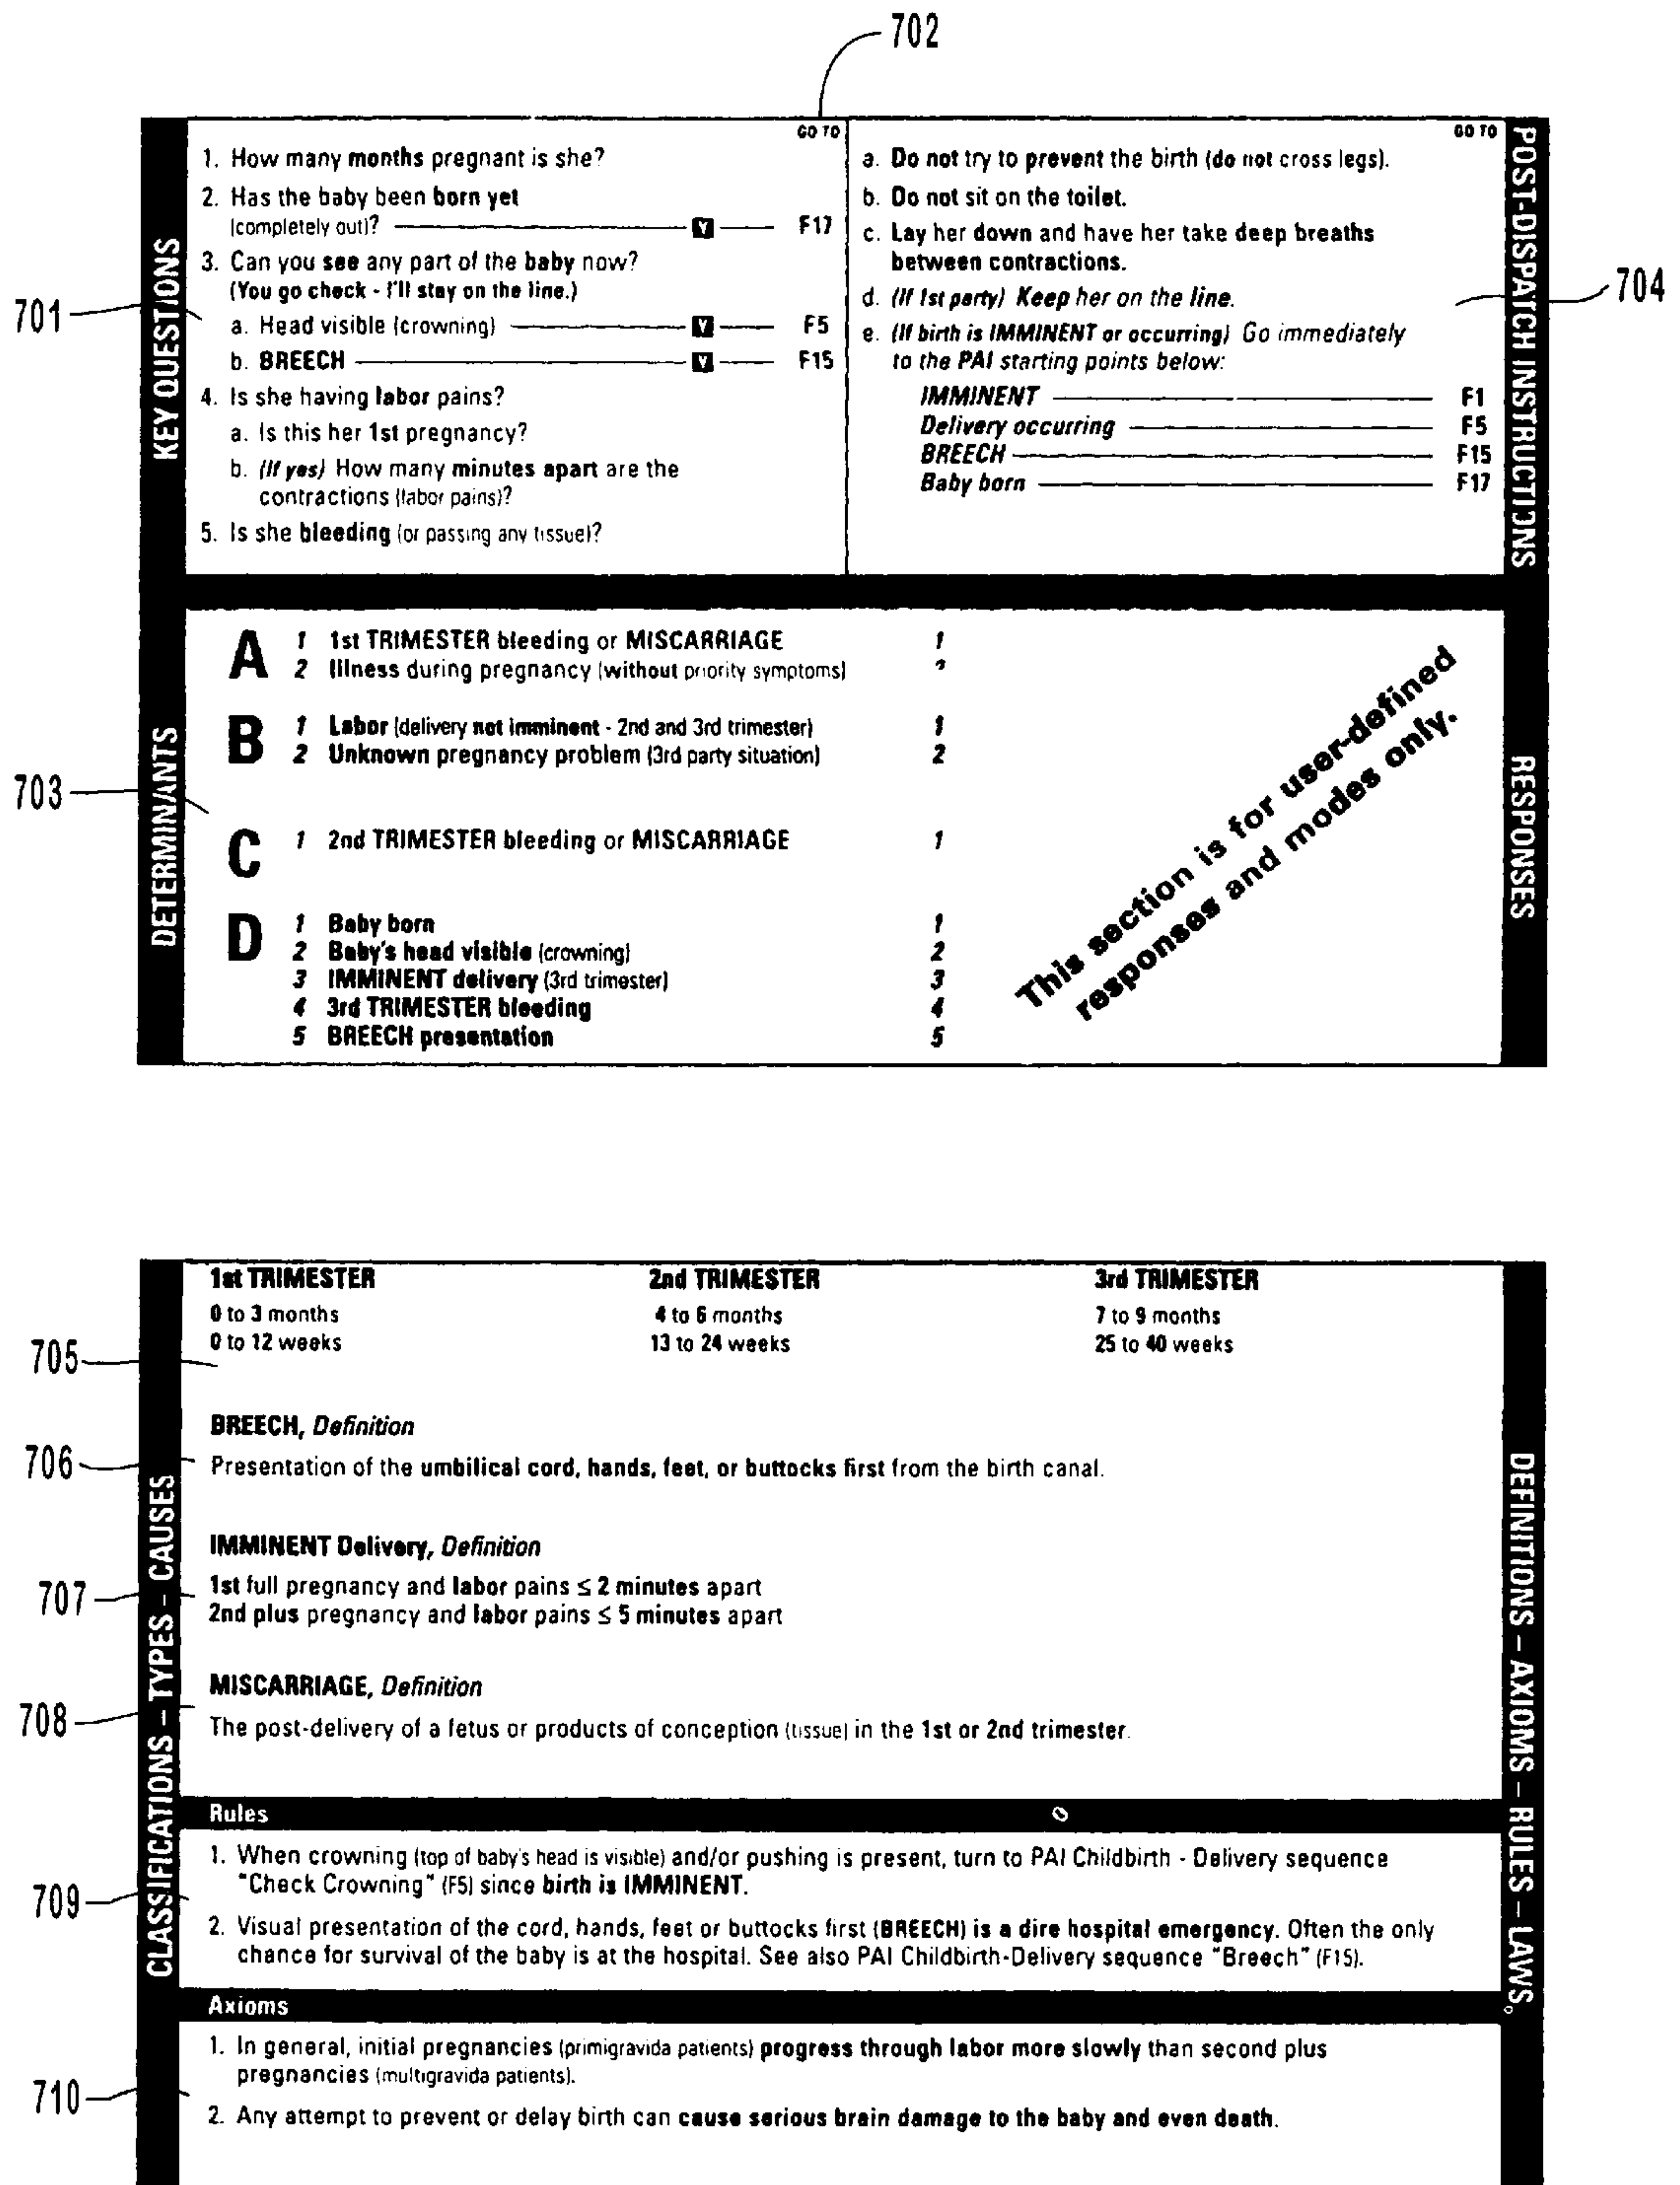 702
KEY QUESTIONS
GO TO
1. How many months pregnant is she?
2. Has the baby been born yet
(completely out)? Y F17
3. Can you see any part of the baby now?
(You go check - I'll stay on the line.)
a. Head visible (crowning) Y F5
b. BREECH Y F15
4. Is she having labor pains?
a. Is this her 1st pregnancy?
b. (If yes) How many minutes apart are the
contractions (labor pains)?
5. Is she bleeding (or passing any tissue)?
701
POST-DISPATCH INSTRUCTIONS
GO TO
a. Do not try to prevent the birth (do not cross legs).
b. Do not sit on the toilet.
c. Lay her down and have her take deep breaths
between contractions.
d. (If 1st party) Keep her on the line.
e. (If birth is IMMINENT or occurring) Go immediately
to the PAI starting points below:
IMMINENT F1
Delivery occurring F5
BREECH F15
Baby born F17
704
DETERMINANTS
703
A 1 1st TRIMESTER bleeding or MISCARRIAGE 1
2 Illness during pregnancy (without priority symptoms)
B 1 Labor (delivery not imminent - 2nd and 3rd trimester) 1
2 Unknown pregnancy problem (3rd party situation) 2
C 1 2nd TRIMESTER bleeding or MISCARRIAGE 1
D 1 Baby born 1
2 Baby's head visible (crowning) 2
3 IMMINENT delivery (3rd trimester) 3
4 3rd TRIMESTER bleeding 4
5 BREECH presentation 5
This section is for user-defined
responses and modes only.
RESPONSES
CLASSIFICATIONS – TYPES – CAUSES
1st TRIMESTER 2nd TRIMESTER 3rd TRIMESTER
0 to 3 months 4 to 6 months 7 to 9 months
0 to 12 weeks 13 to 24 weeks 25 to 40 weeks
705
BREECH, Definition
706
Presentation of the umbilical cord, hands, feet, or buttocks first from the birth canal.
IMMINENT Delivery, Definition
707
1st full pregnancy and labor pains ≤ 2 minutes apart
2nd plus pregnancy and labor pains ≤ 5 minutes apart
MISCARRIAGE, Definition
708
The post-delivery of a fetus or products of conception (tissue) in the 1st or 2nd trimester.
DEFINITIONS – AXIOMS – RULES – LAWS
Rules
1. When crowning (top of baby's head is visible) and/or pushing is present, turn to PAI Childbirth - Delivery sequence
"Check Crowning" (F5) since birth is IMMINENT.
709
2. Visual presentation of the cord, hands, feet or buttocks first (BREECH) is a dire hospital emergency. Often the only
chance for survival of the baby is at the hospital. See also PAI Childbirth-Delivery sequence "Breech" (F15).
Axioms
1. In general, initial pregnancies (primigravida patients) progress through labor more slowly than second plus
pregnancies (multigravida patients).
710
2. Any attempt to prevent or delay birth can cause serious brain damage to the baby and even death.